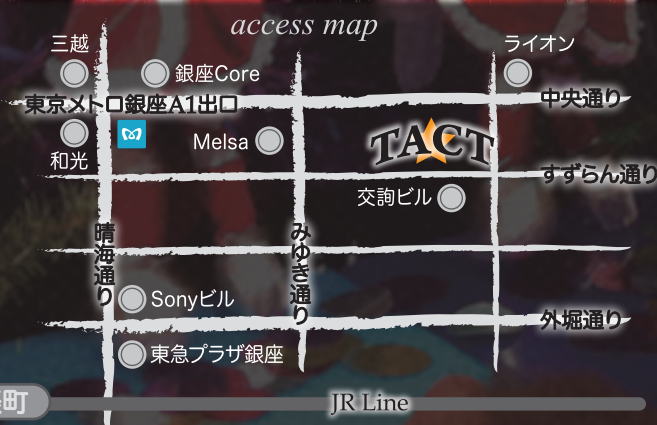 access map
三越
ライオン
銀座Core
東京メトロ銀座A1出口
中央通り
Melsa
TACT
和光
すずらん通り
交詢ビル
晴海通り
みゆき通り
Sonyビル
外堀通り
東急プラザ銀座
町
JR Line